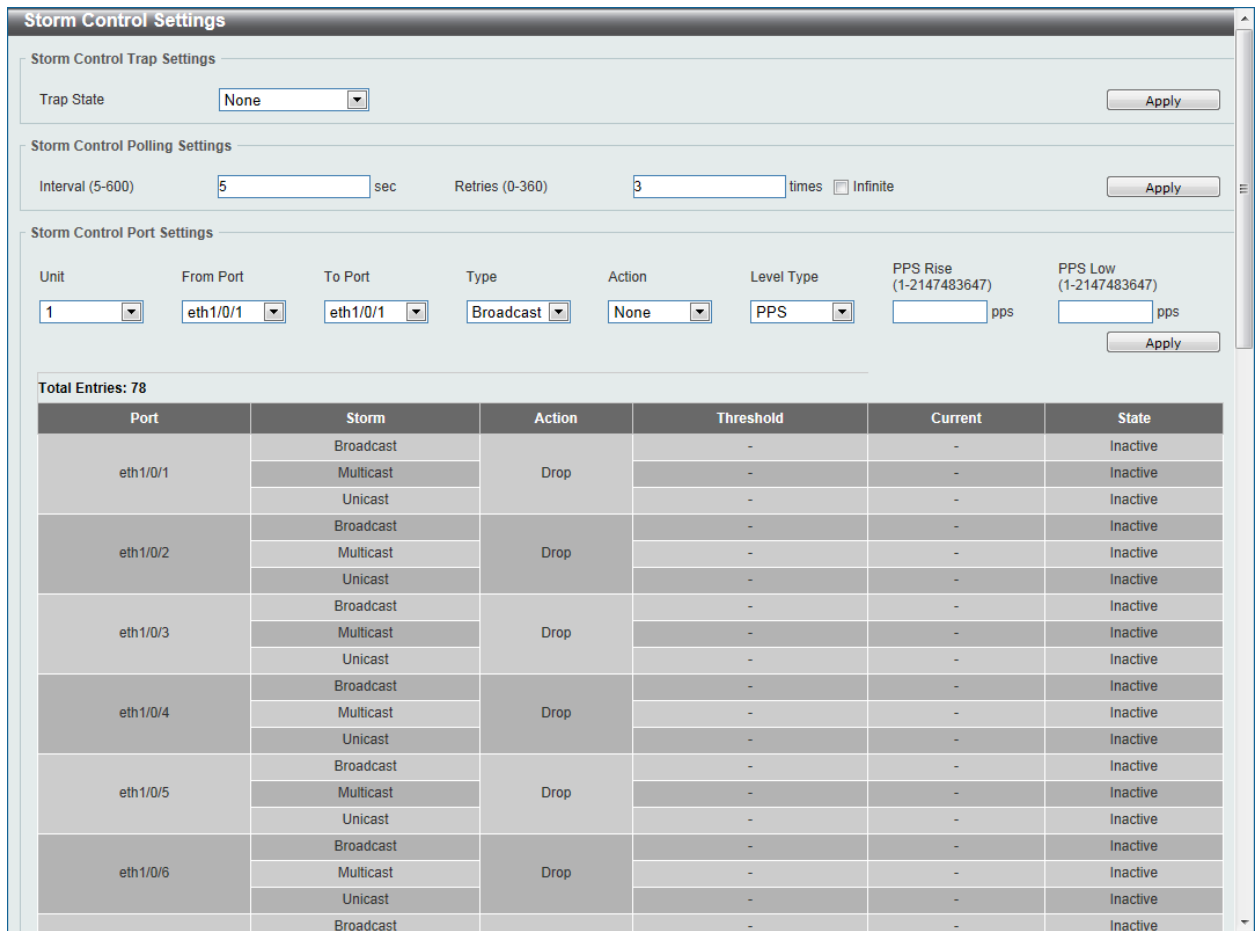 Storm Control Settings
Storm Control Trap Settings
Trap State None Apply
Storm Control Polling Settings
Interval (5-600) 5 sec Retries (0-360) 3 times Infinite Apply
Storm Control Port Settings
Unit From Port To Port Type Action Level Type PPS Rise (1-2147483647) PPS Low (1-2147483647)
1 eth1/0/1 eth1/0/1 Broadcast None PPS pps pps
Apply
Total Entries: 78
Port Storm Action Threshold Current State
eth1/0/1 Broadcast Drop - - Inactive
Multicast - - Inactive
Unicast - - Inactive
eth1/0/2 Broadcast Drop - - Inactive
Multicast - - Inactive
Unicast - - Inactive
eth1/0/3 Broadcast Drop - - Inactive
Multicast - - Inactive
Unicast - - Inactive
eth1/0/4 Broadcast Drop - - Inactive
Multicast - - Inactive
Unicast - - Inactive
eth1/0/5 Broadcast Drop - - Inactive
Multicast - - Inactive
Unicast - - Inactive
eth1/0/6 Broadcast Drop - - Inactive
Multicast - - Inactive
Unicast - - Inactive
Broadcast - - Inactive